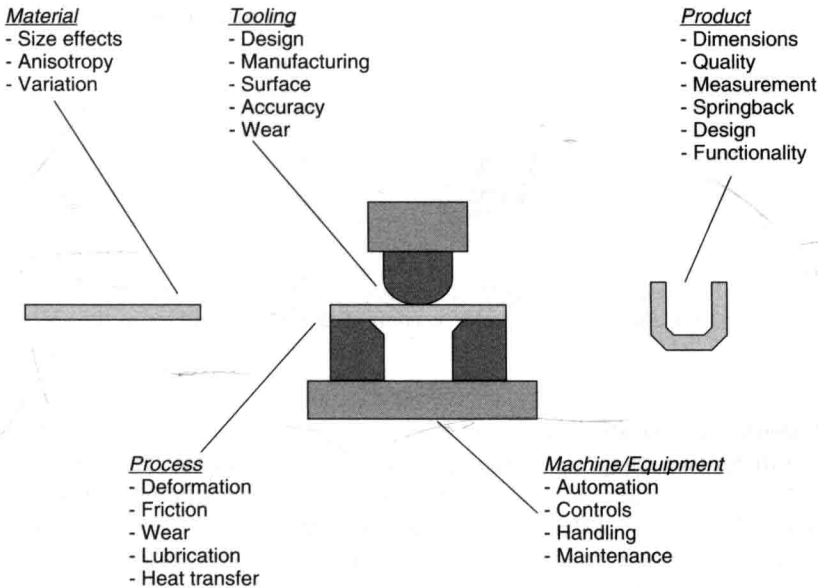 Material
- Size effects
- Anisotropy
- Variation
Tooling
- Design
- Manufacturing
- Surface
- Accuracy
- Wear
Product
- Dimensions
- Quality
- Measurement
- Springback
- Design
- Functionality
Process
- Deformation
- Friction
- Wear
- Lubrication
- Heat transfer
Machine/Equipment
- Automation
- Controls
- Handling
- Maintenance